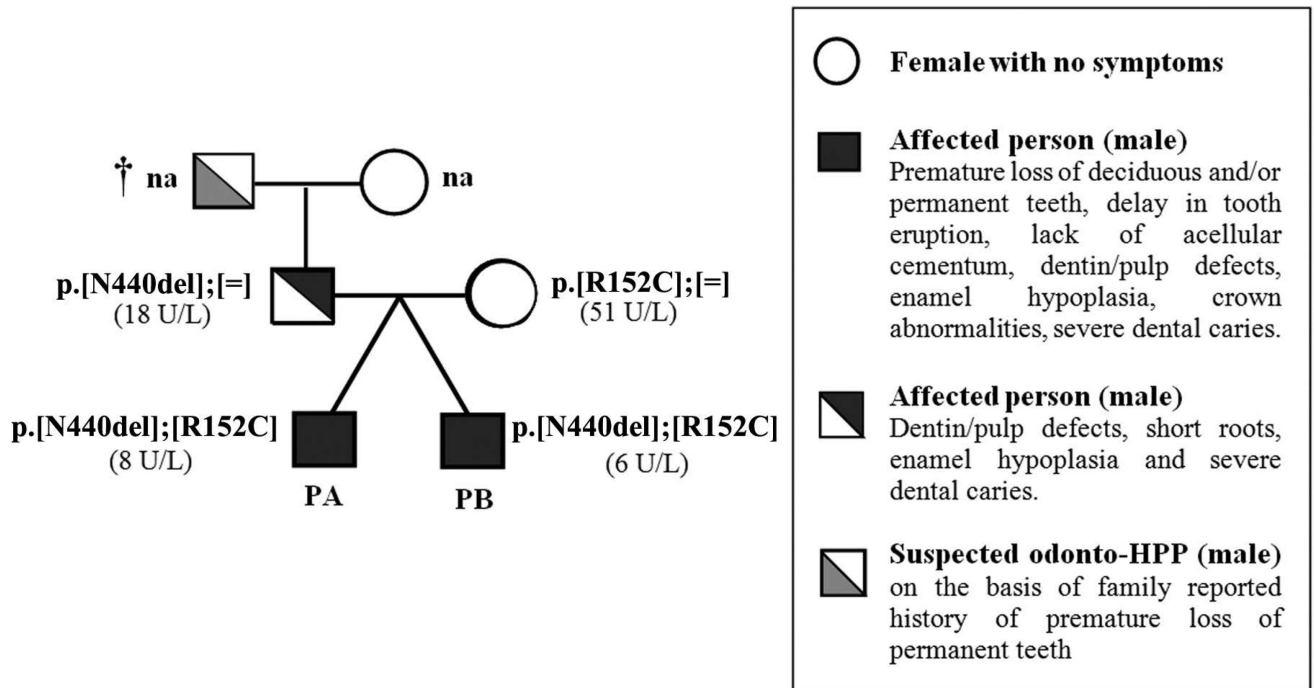 † na
na
p.[N440del];[=]
(18 U/L)
p.[R152C];[=]
(51 U/L)
p.[N440del];[R152C]
(8 U/L)
p.[N440del];[R152C]
(6 U/L)
PA
PB
Female with no symptoms
Affected person (male)
Premature loss of deciduous and/or
permanent teeth, delay in tooth
eruption, lack of acellular
cementum, dentin/pulp defects,
enamel hypoplasia, crown
abnormalities, severe dental caries.
Affected person (male)
Dentin/pulp defects, short roots,
enamel hypoplasia and severe
dental caries.
Suspected odonto-HPP (male)
on the basis of family reported
history of premature loss of
permanent teeth